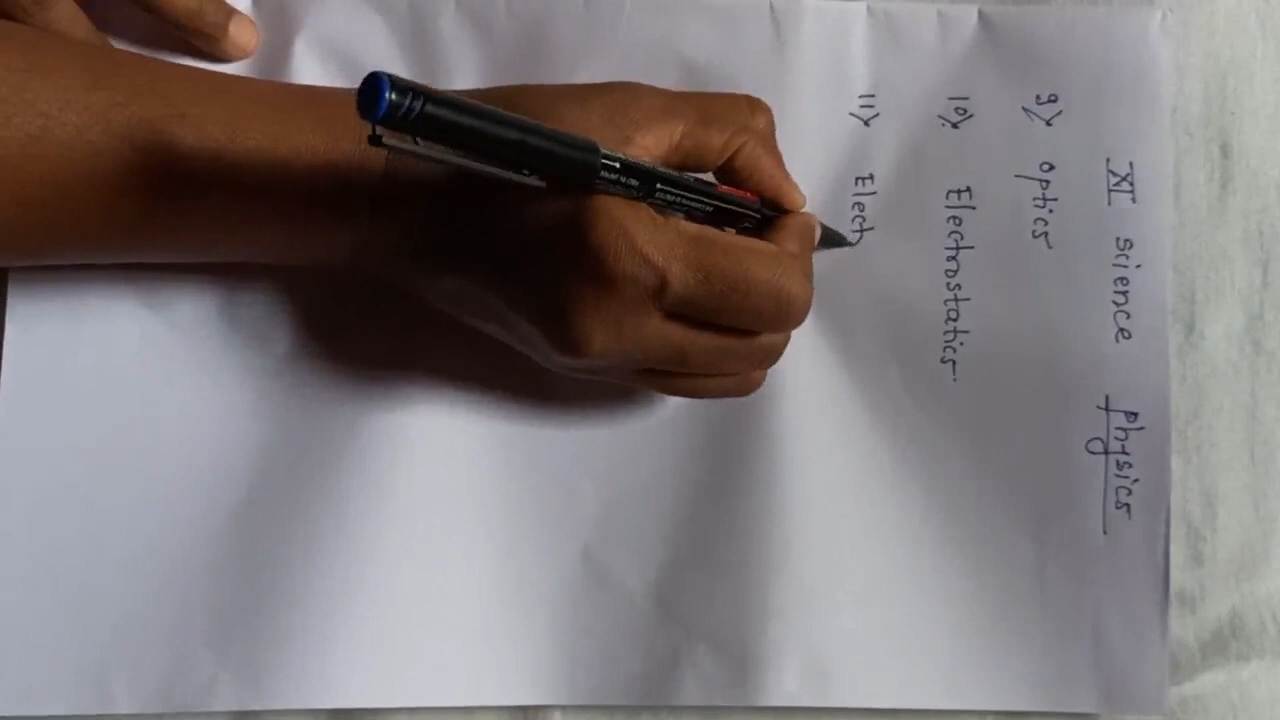 XI science physics
9) optics
10). Electrostatics.
11) Elect